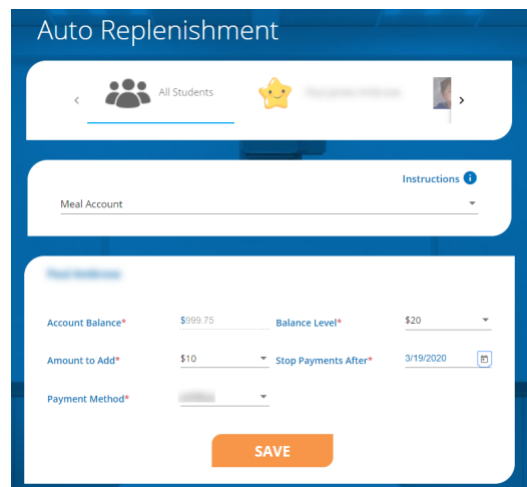 Auto Replenishment
All Students
Instructions
Meal Account
Account Balance* $999.75 Balance Level* $20
Amount to Add* $10 Stop Payments After* 3/19/2020
Payment Method*
SAVE